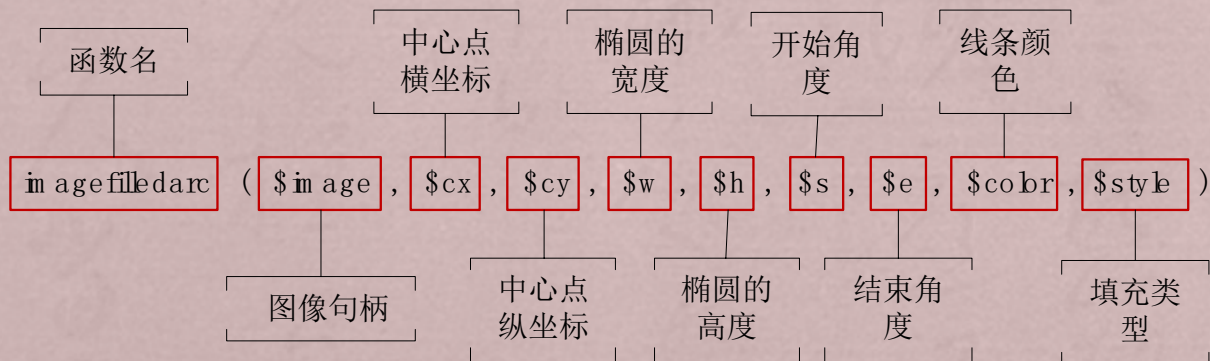 函数名
中心点
横坐标
椭圆的
宽度
开始角
度
线条颜
色
imagefilledarc ( $image, $cx, $cy, $w, $h, $s, $e, $color, $style )
图像句柄
中心点
纵坐标
椭圆的
高度
结束角
度
填充类
型